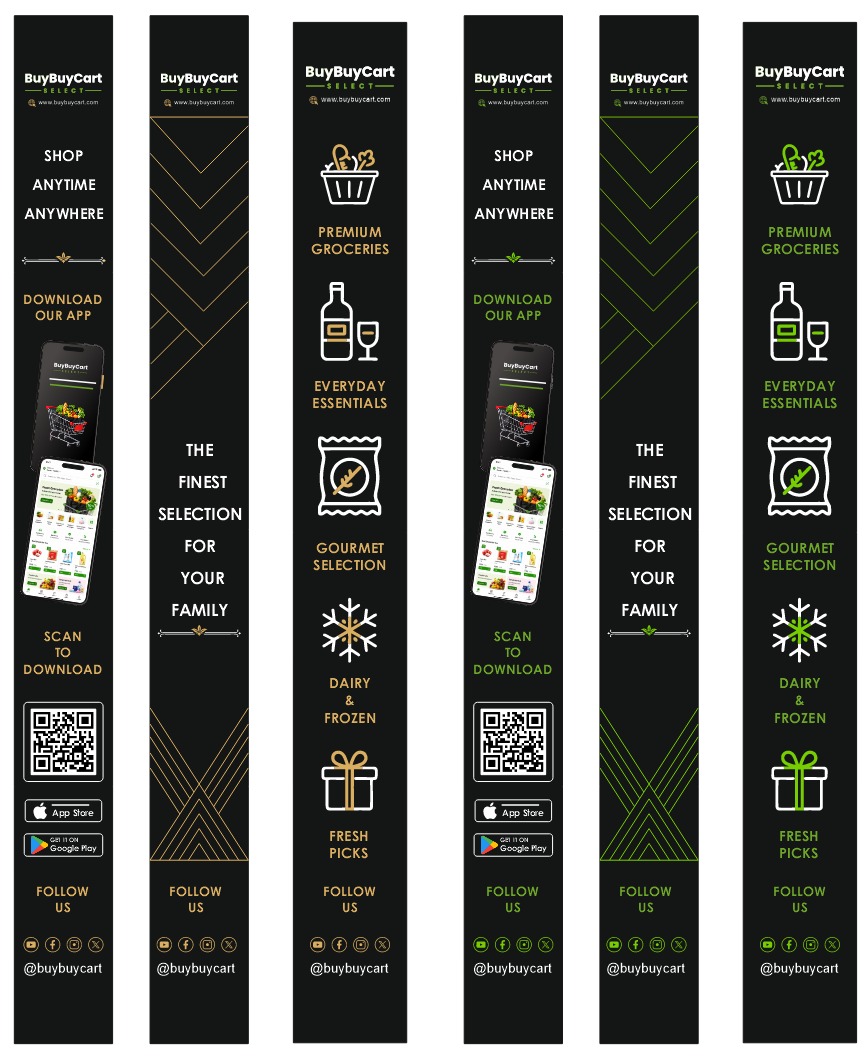 BuyBuyCart
SELECT
www.buybuycart.com
SHOP
ANYTIME
ANYWHERE
DOWNLOAD
OUR APP
BuyBuyCart
SCAN
TO
DOWNLOAD
App Store
GET IT ON
Google Play
FOLLOW
US
@buybuycart
BuyBuyCart
SELECT
www.buybuycart.com
THE
FINEST
SELECTION
FOR
YOUR
FAMILY
FOLLOW
US
@buybuycart
BuyBuyCart
SELECT
www.buybuycart.com
PREMIUM
GROCERIES
EVERYDAY
ESSENTIALS
GOURMET
SELECTION
DAIRY
&
FROZEN
FRESH
PICKS
FOLLOW
US
@buybuycart
BuyBuyCart
SELECT
www.buybuycart.com
SHOP
ANYTIME
ANYWHERE
DOWNLOAD
OUR APP
BuyBuyCart
SCAN
TO
DOWNLOAD
App Store
GET IT ON
Google Play
FOLLOW
US
@buybuycart
BuyBuyCart
SELECT
www.buybuycart.com
THE
FINEST
SELECTION
FOR
YOUR
FAMILY
FOLLOW
US
@buybuycart
BuyBuyCart
SELECT
www.buybuycart.com
PREMIUM
GROCERIES
EVERYDAY
ESSENTIALS
GOURMET
SELECTION
DAIRY
&
FROZEN
FRESH
PICKS
FOLLOW
US
@buybuycart